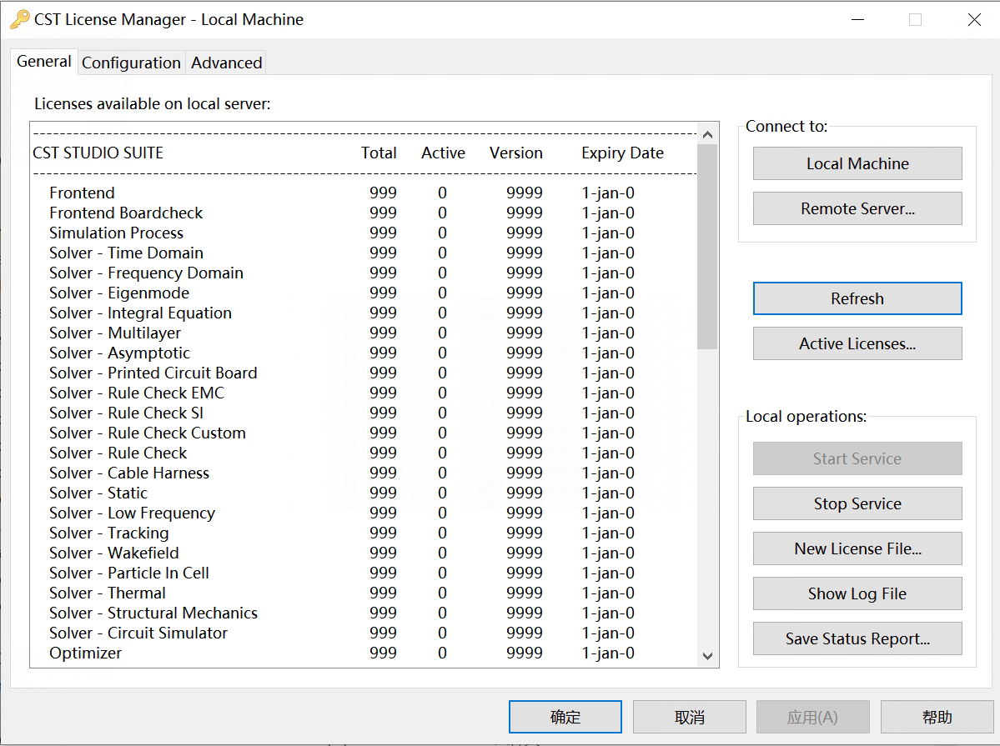 CST License Manager - Local Machine
General Configuration Advanced
Licenses available on local server:
CST STUDIO SUITE Total Active Version Expiry Date
Frontend 999 0 9999 1-jan-0
Frontend Boardcheck 999 0 9999 1-jan-0
Simulation Process 999 0 9999 1-jan-0
Solver - Time Domain 999 0 9999 1-jan-0
Solver - Frequency Domain 999 0 9999 1-jan-0
Solver - Eigenmode 999 0 9999 1-jan-0
Solver - Integral Equation 999 0 9999 1-jan-0
Solver - Multilayer 999 0 9999 1-jan-0
Solver - Asymptotic 999 0 9999 1-jan-0
Solver - Printed Circuit Board 999 0 9999 1-jan-0
Solver - Rule Check EMC 999 0 9999 1-jan-0
Solver - Rule Check SI 999 0 9999 1-jan-0
Solver - Rule Check Custom 999 0 9999 1-jan-0
Solver - Rule Check 999 0 9999 1-jan-0
Solver - Cable Harness 999 0 9999 1-jan-0
Solver - Static 999 0 9999 1-jan-0
Solver - Low Frequency 999 0 9999 1-jan-0
Solver - Tracking 999 0 9999 1-jan-0
Solver - Wakefield 999 0 9999 1-jan-0
Solver - Particle In Cell 999 0 9999 1-jan-0
Solver - Thermal 999 0 9999 1-jan-0
Solver - Structural Mechanics 999 0 9999 1-jan-0
Solver - Circuit Simulator 999 0 9999 1-jan-0
Optimizer 999 0 9999 1-jan-0
Connect to:
Local Machine
Remote Server...
Refresh
Active Licenses...
Local operations:
Start Service
Stop Service
New License File...
Show Log File
Save Status Report...
确定 取消 应用(A) 帮助